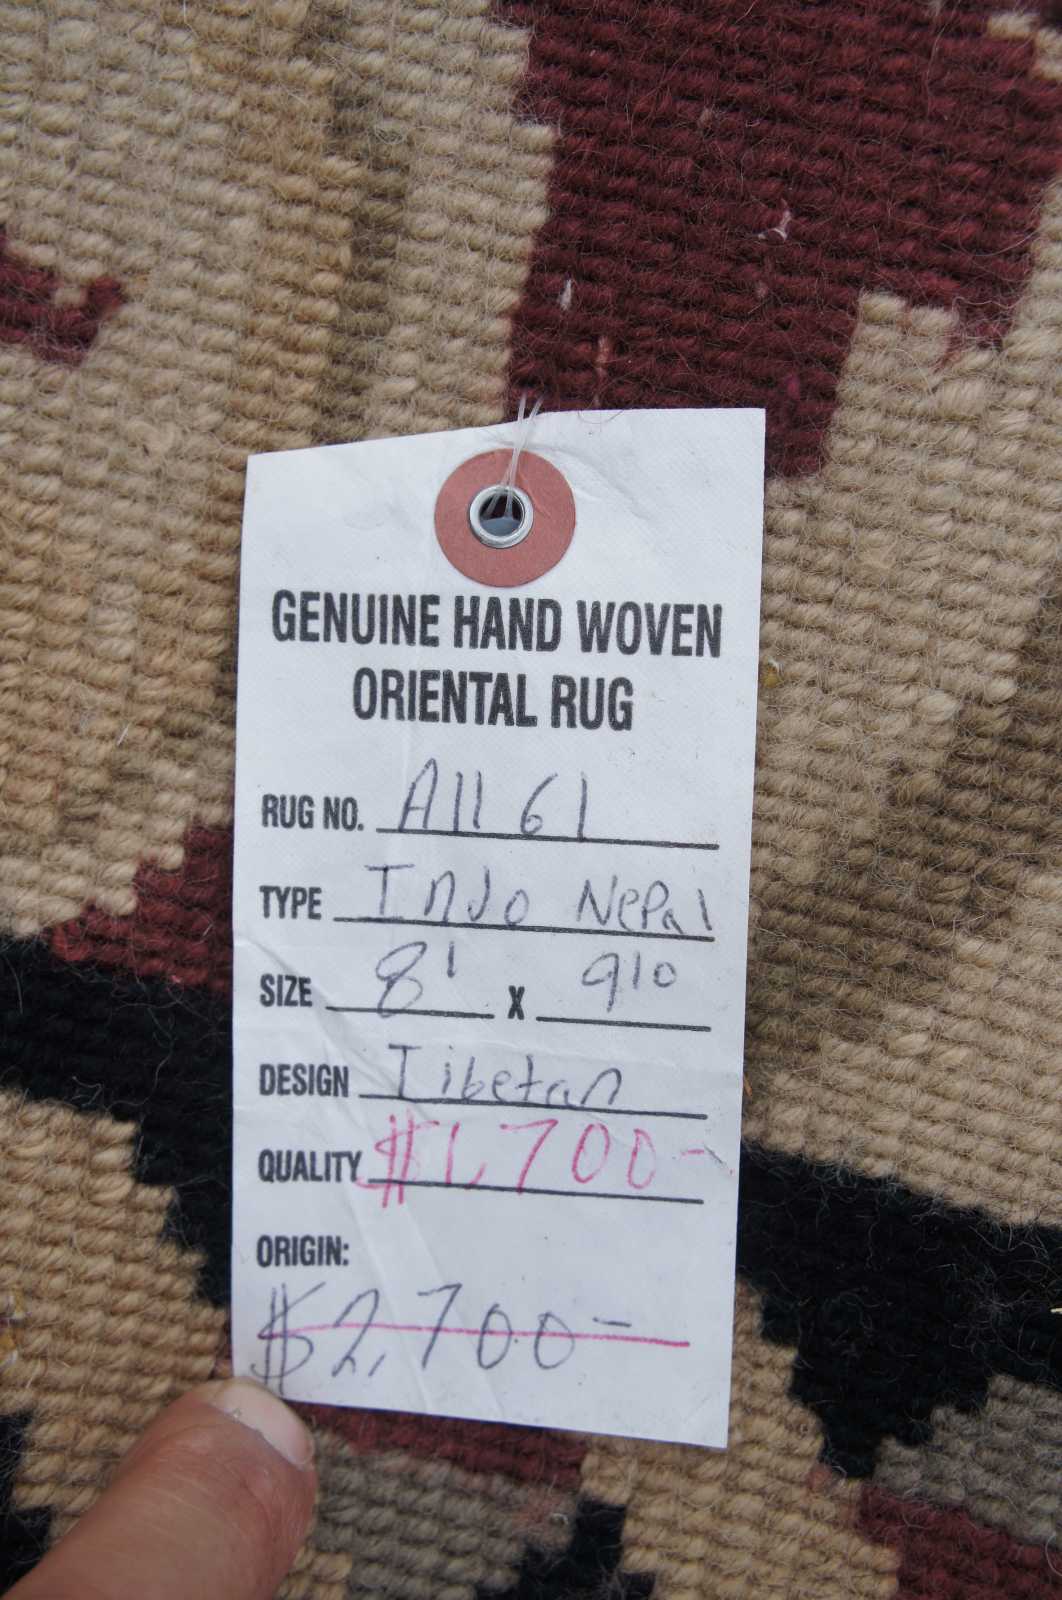 GENUINE HAND WOVEN
ORIENTAL RUG
RUG NO. A11 61
TYPE Indo Nepal
SIZE 8' x 9'10
DESIGN Tibetan
QUALITY $1,700-
ORIGIN:
$2,700-